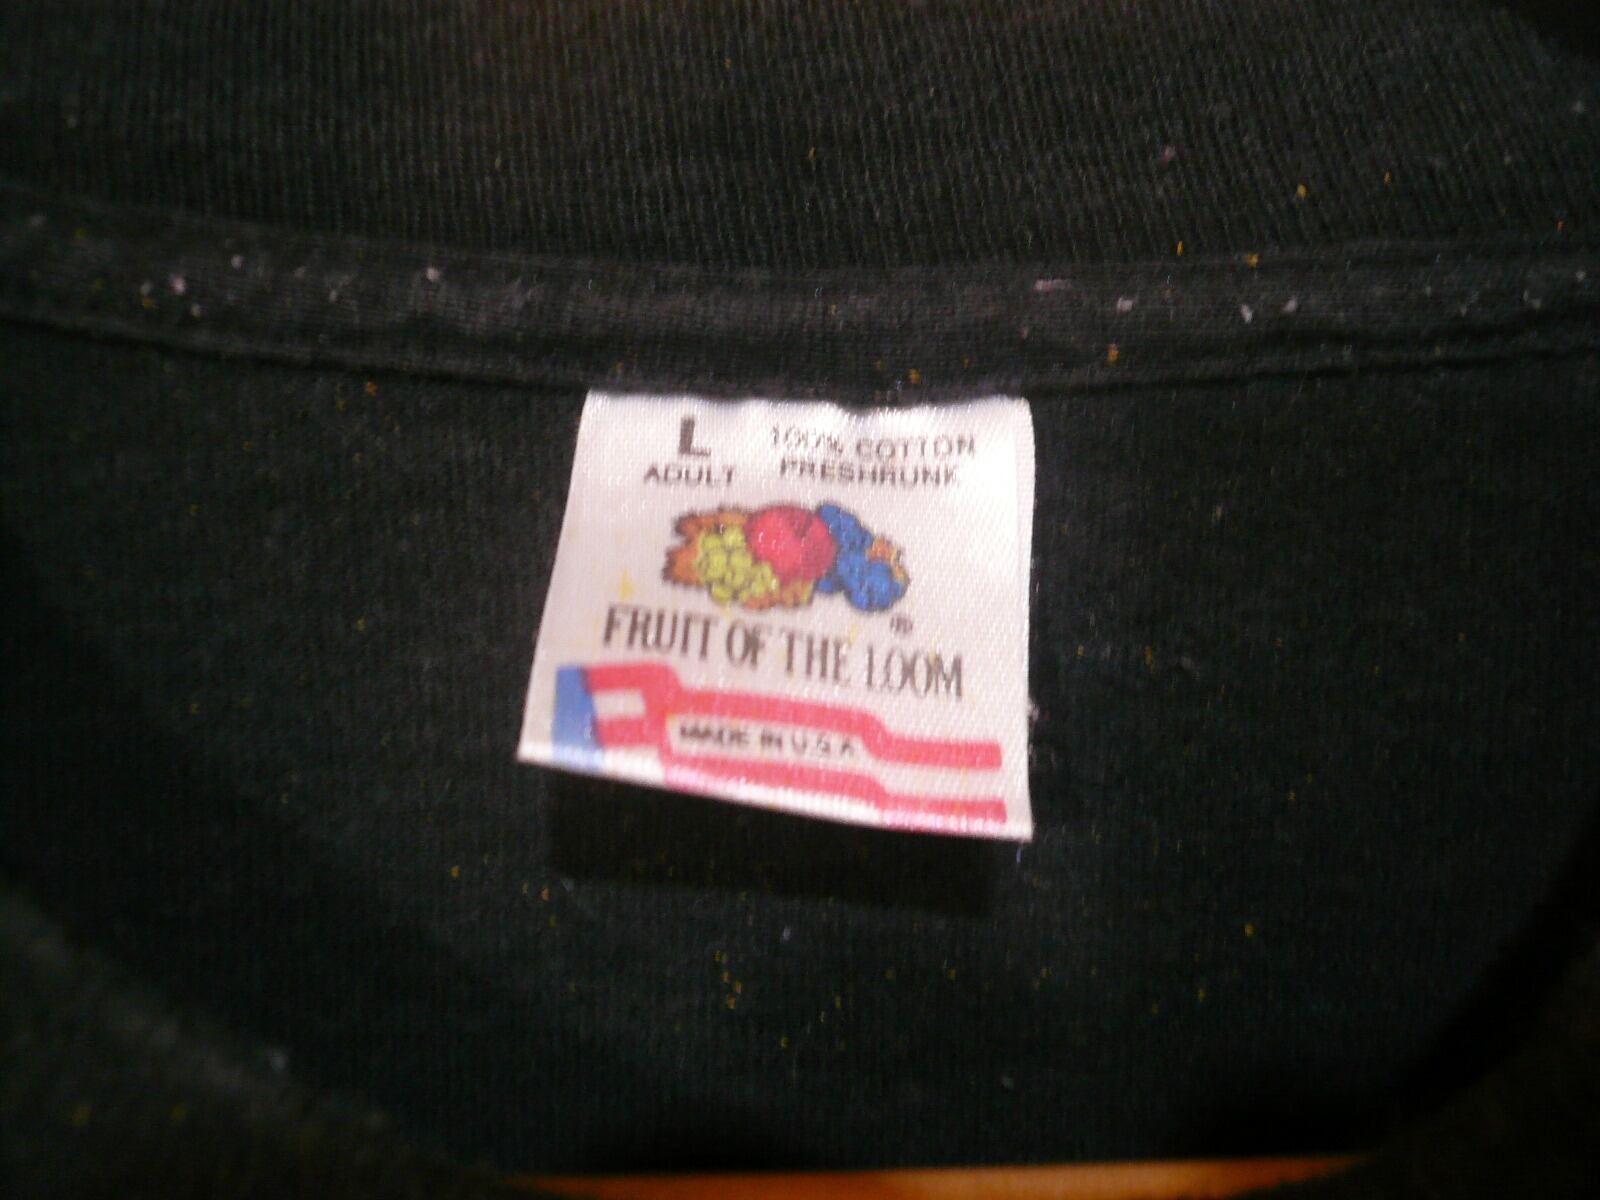 L 100% COTTON
ADULT PRESHRUNK
®
FRUIT OF THE LOOM
MADE IN U.S.A.